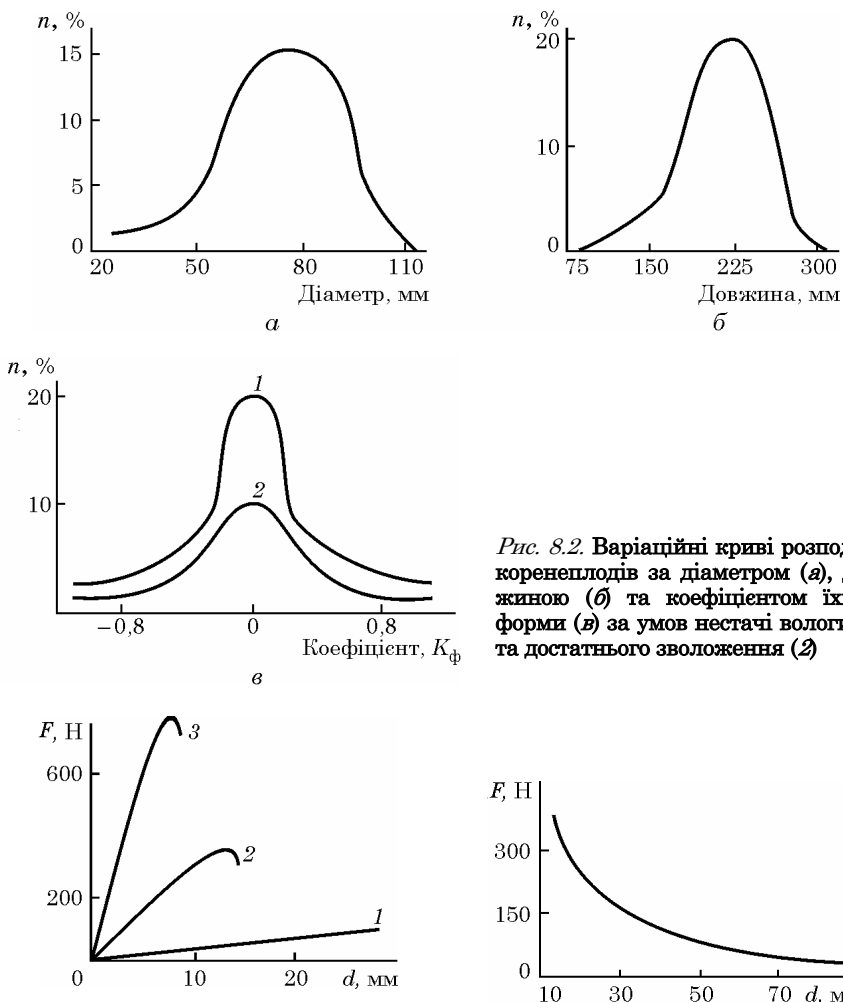 n, %
15
10
5
0
20 50 80 110
Діаметр, мм
а
n, %
20
10
0
75 150 225 300
Довжина, мм
б
n, %
20
10
1
2
−0,8 0 0,8
Коефіцієнт, Kф
в
Рис. 8.2. Варіаційні криві розпод
коренеплодів за діаметром (а),
жиною (б) та коефіцієнтом їх
форми (в) за умов нестачі вологи
та достатнього зволоження (2)
F, Н
600
200
3
2
1
0 10 20 d, мм
F, Н
300
150
0
10 30 50 70 d, м